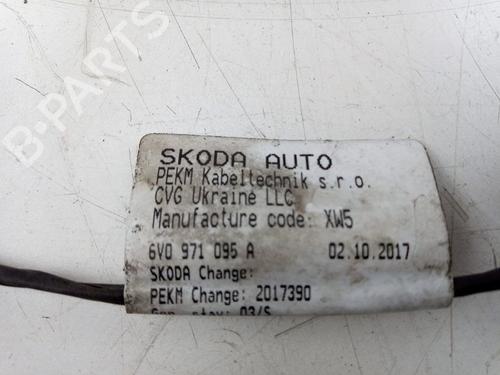 B-PARTS
SKODA AUTO
PEKM Kabeltechnik s.r.o.
CVG Ukraine LLC
Manufacture code: XW5
6V0 971 095 A 02.10.2017
SKODA Change:
PEKM Change: 2017390
03/S